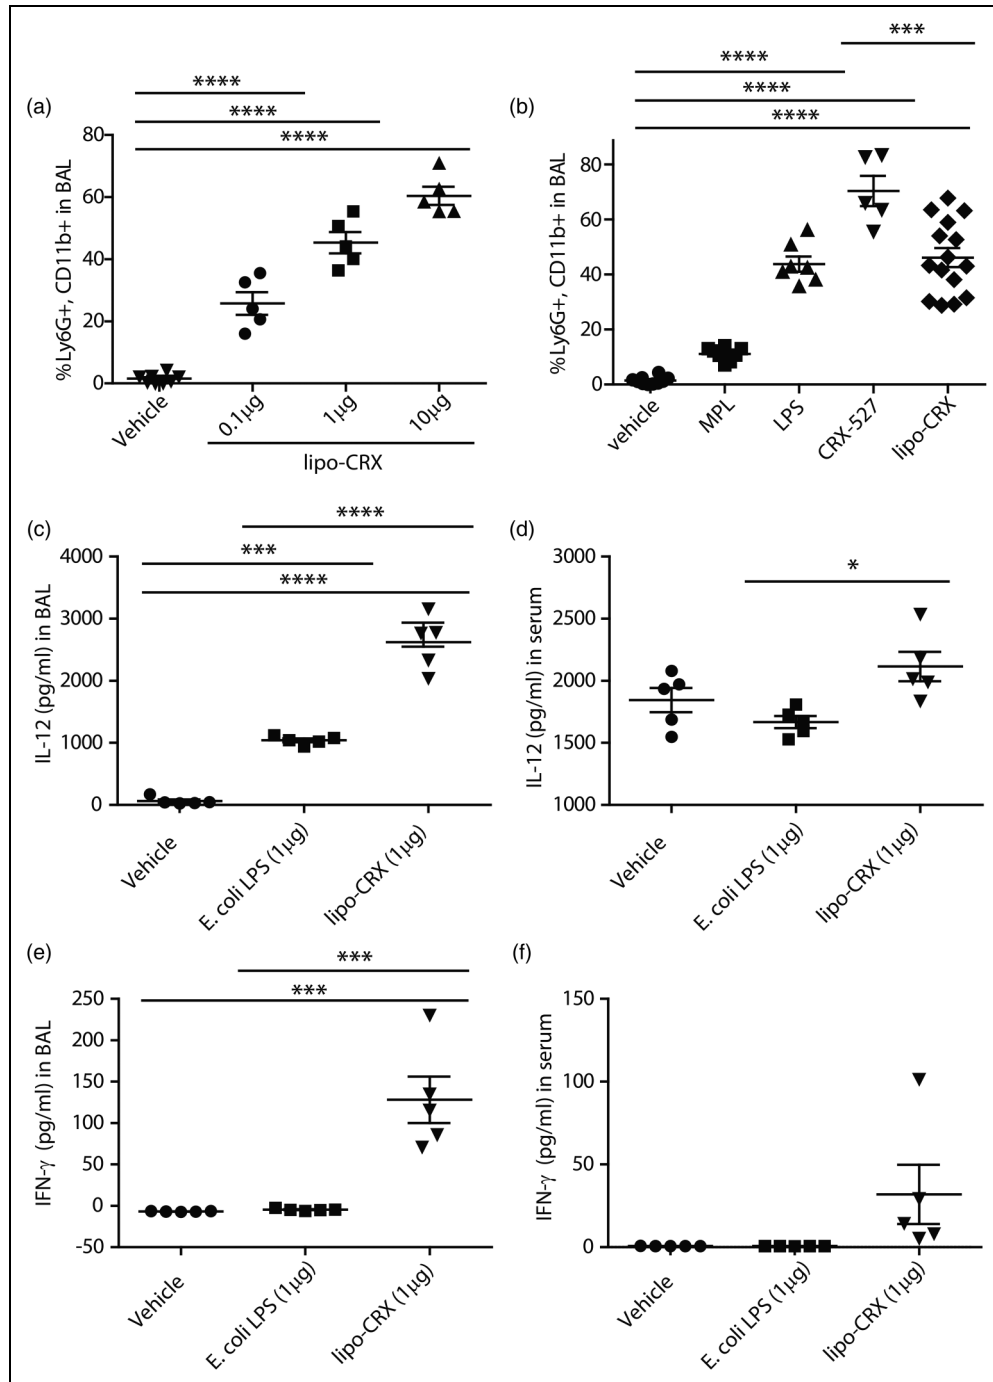 (a)
****
****
****
%Ly6G+, CD11b+ in BAL
80
60
40
20
0
Vehicle
0.1µg
1µg
10µg
lipo-CRX
(b)
***
****
****
****
%Ly6G+, CD11b+ in BAL
80
60
40
20
0
vehicle
MPL
LPS
CRX-527
lipo-CRX
(c)
****
***
****
IL-12 (pg/ml) in BAL
4000
3000
2000
1000
0
Vehicle
E. coli LPS (1µg)
lipo-CRX (1µg)
(d)
*
IL-12 (pg/ml) in serum
3000
2500
2000
1500
1000
Vehicle
E. coli LPS (1µg)
lipo-CRX (1µg)
(e)
***
***
IFN-γ (pg/ml) in BAL
250
200
150
100
50
0
-50
Vehicle
E. coli LPS (1µg)
lipo-CRX (1µg)
(f)
IFN-γ (pg/ml) in serum
150
100
50
0
Vehicle
E. coli LPS (1µg)
lipo-CRX (1µg)